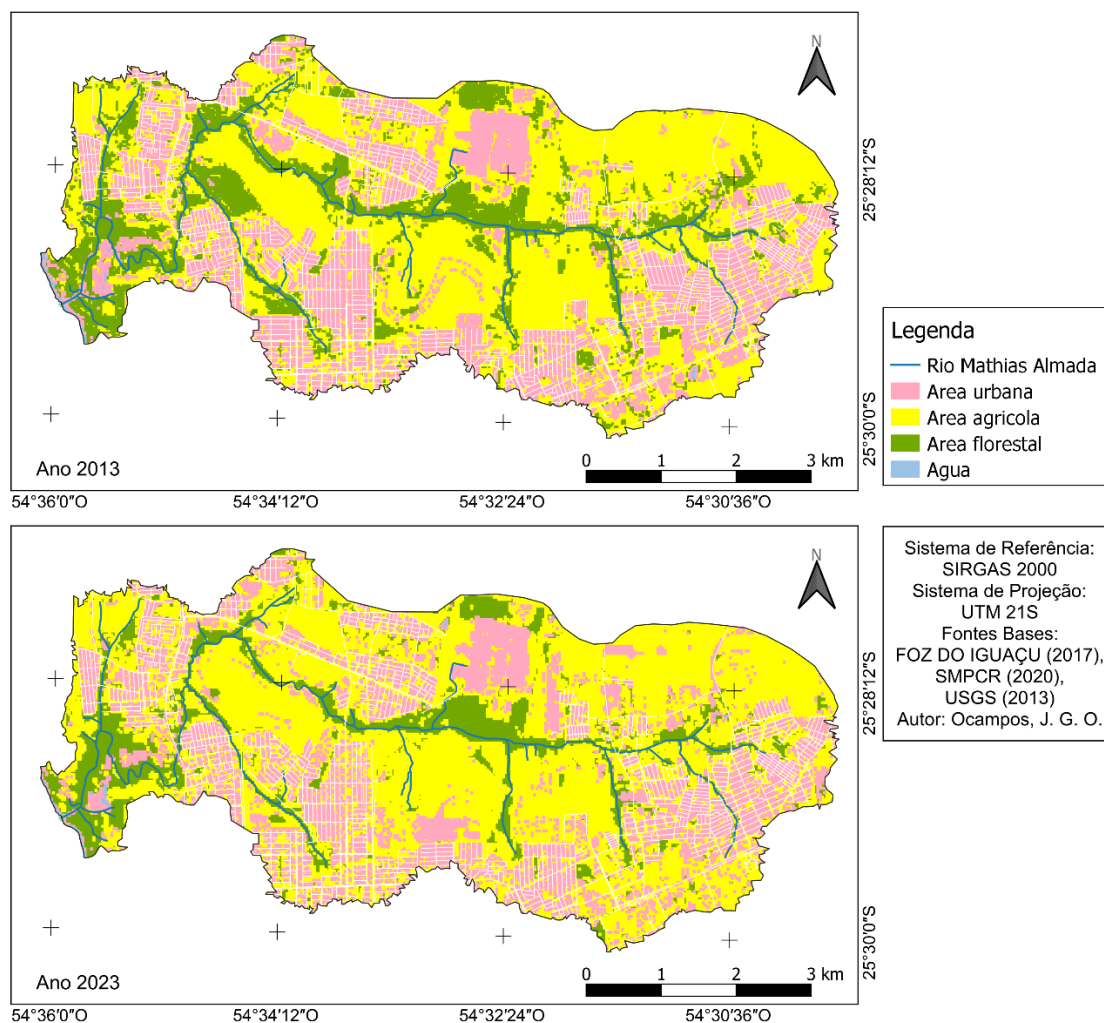 N
25°28'12"S
25°30'0"S
Ano 2013
0 1 2 3 km
54°36'0"O 54°34'12"O 54°32'24"O 54°30'36"O
Legenda
Rio Mathias Almada
Area urbana
Area agricola
Area florestal
Agua
N
25°28'12"S
25°30'0"S
Ano 2023
0 1 2 3 km
54°36'0"O 54°34'12"O 54°32'24"O 54°30'36"O
Sistema de Referência:
SIRGAS 2000
Sistema de Projeção:
UTM 21S
Fontes Bases:
FOZ DO IGUAÇU (2017),
SMPCR (2020),
USGS (2013)
Autor: Ocampos, J. G. O.